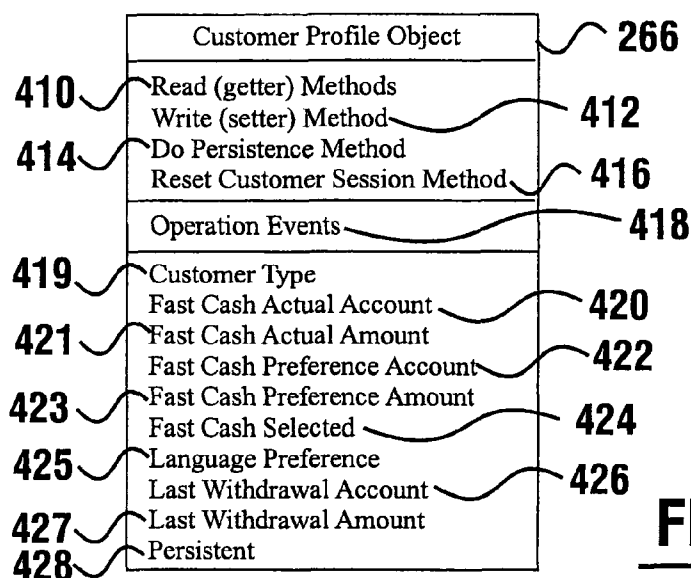 Customer Profile Object 266
410 Read (getter) Methods
Write (setter) Method 412
414 Do Persistence Method
Reset Customer Session Method 416
Operation Events 418
419 Customer Type
Fast Cash Actual Account 420
421 Fast Cash Actual Amount
Fast Cash Preference Account 422
423 Fast Cash Preference Amount
Fast Cash Selected 424
425 Language Preference
Last Withdrawal Account 426
427 Last Withdrawal Amount
428 Persistent